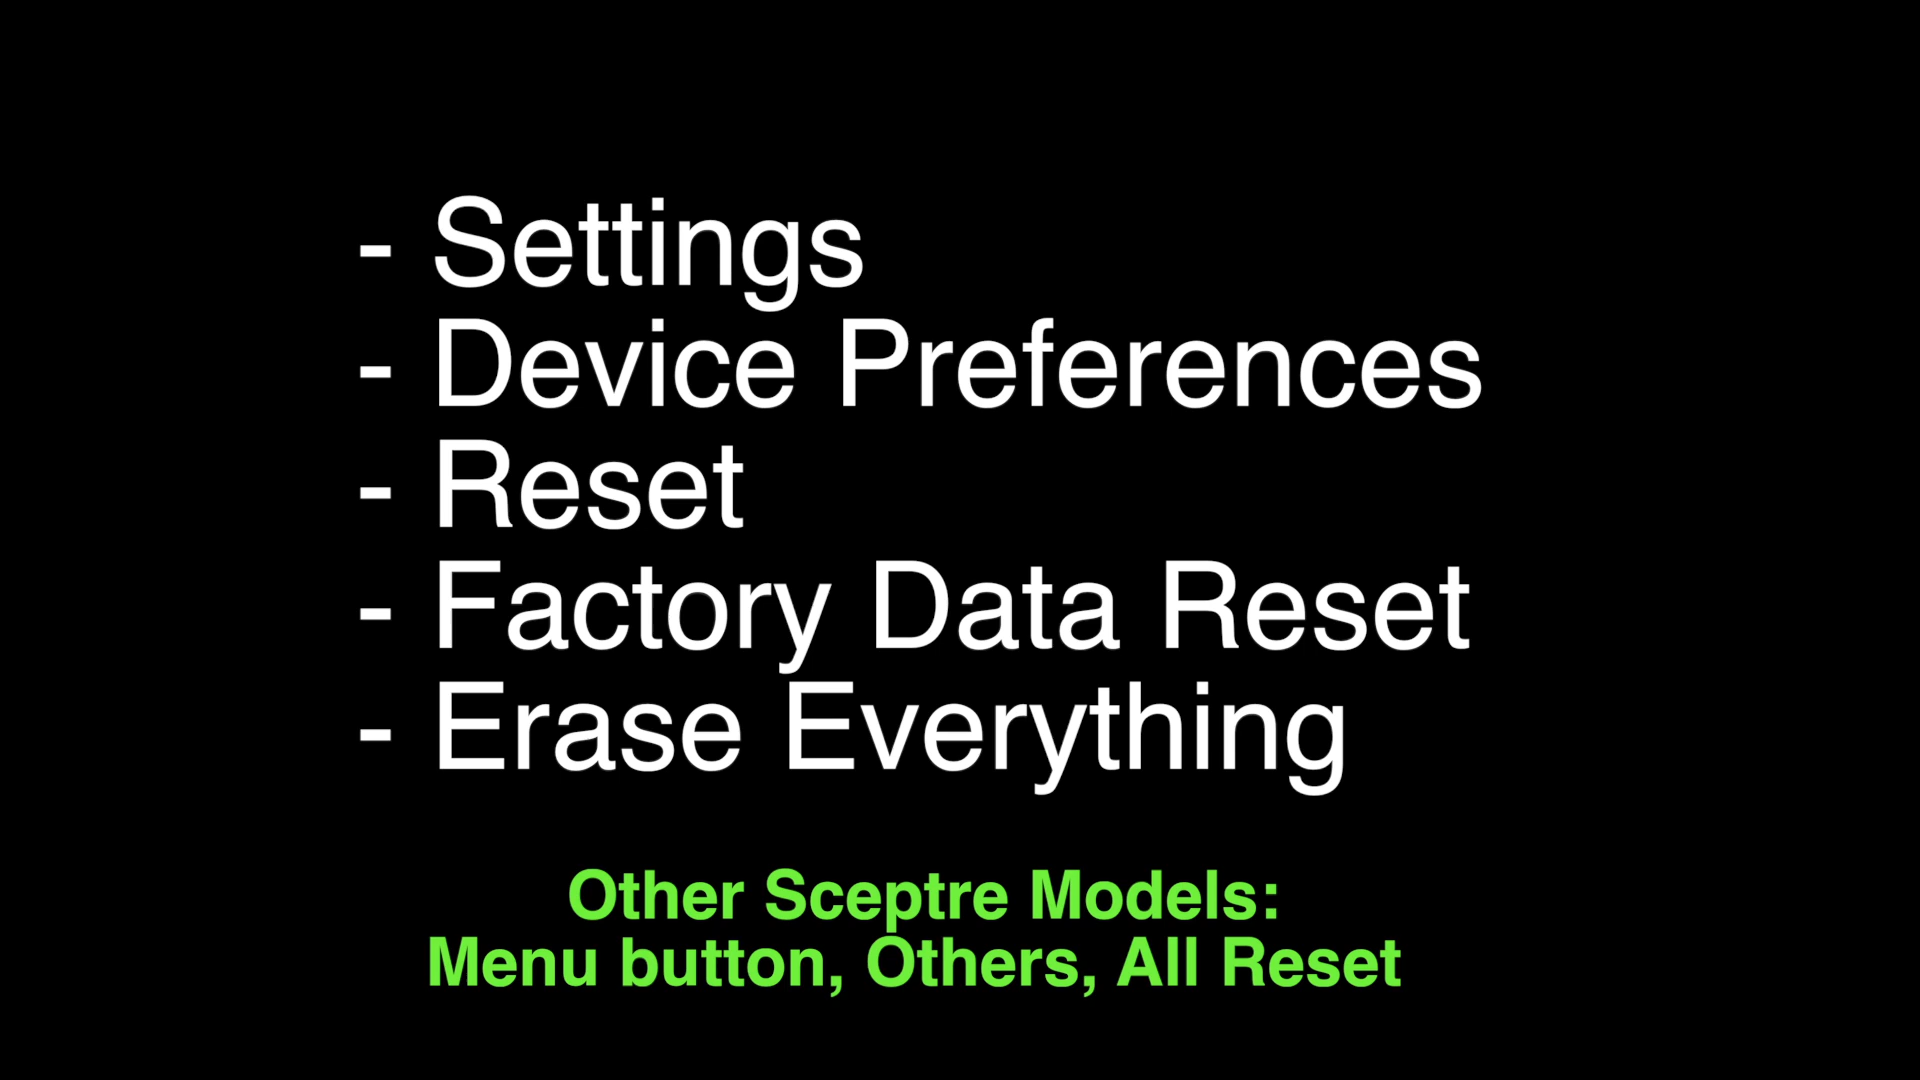 - Settings
- Device Preferences
- Reset
- Factory Data Reset
- Erase Everything
Other Sceptre Models:
Menu button, Others, All Reset